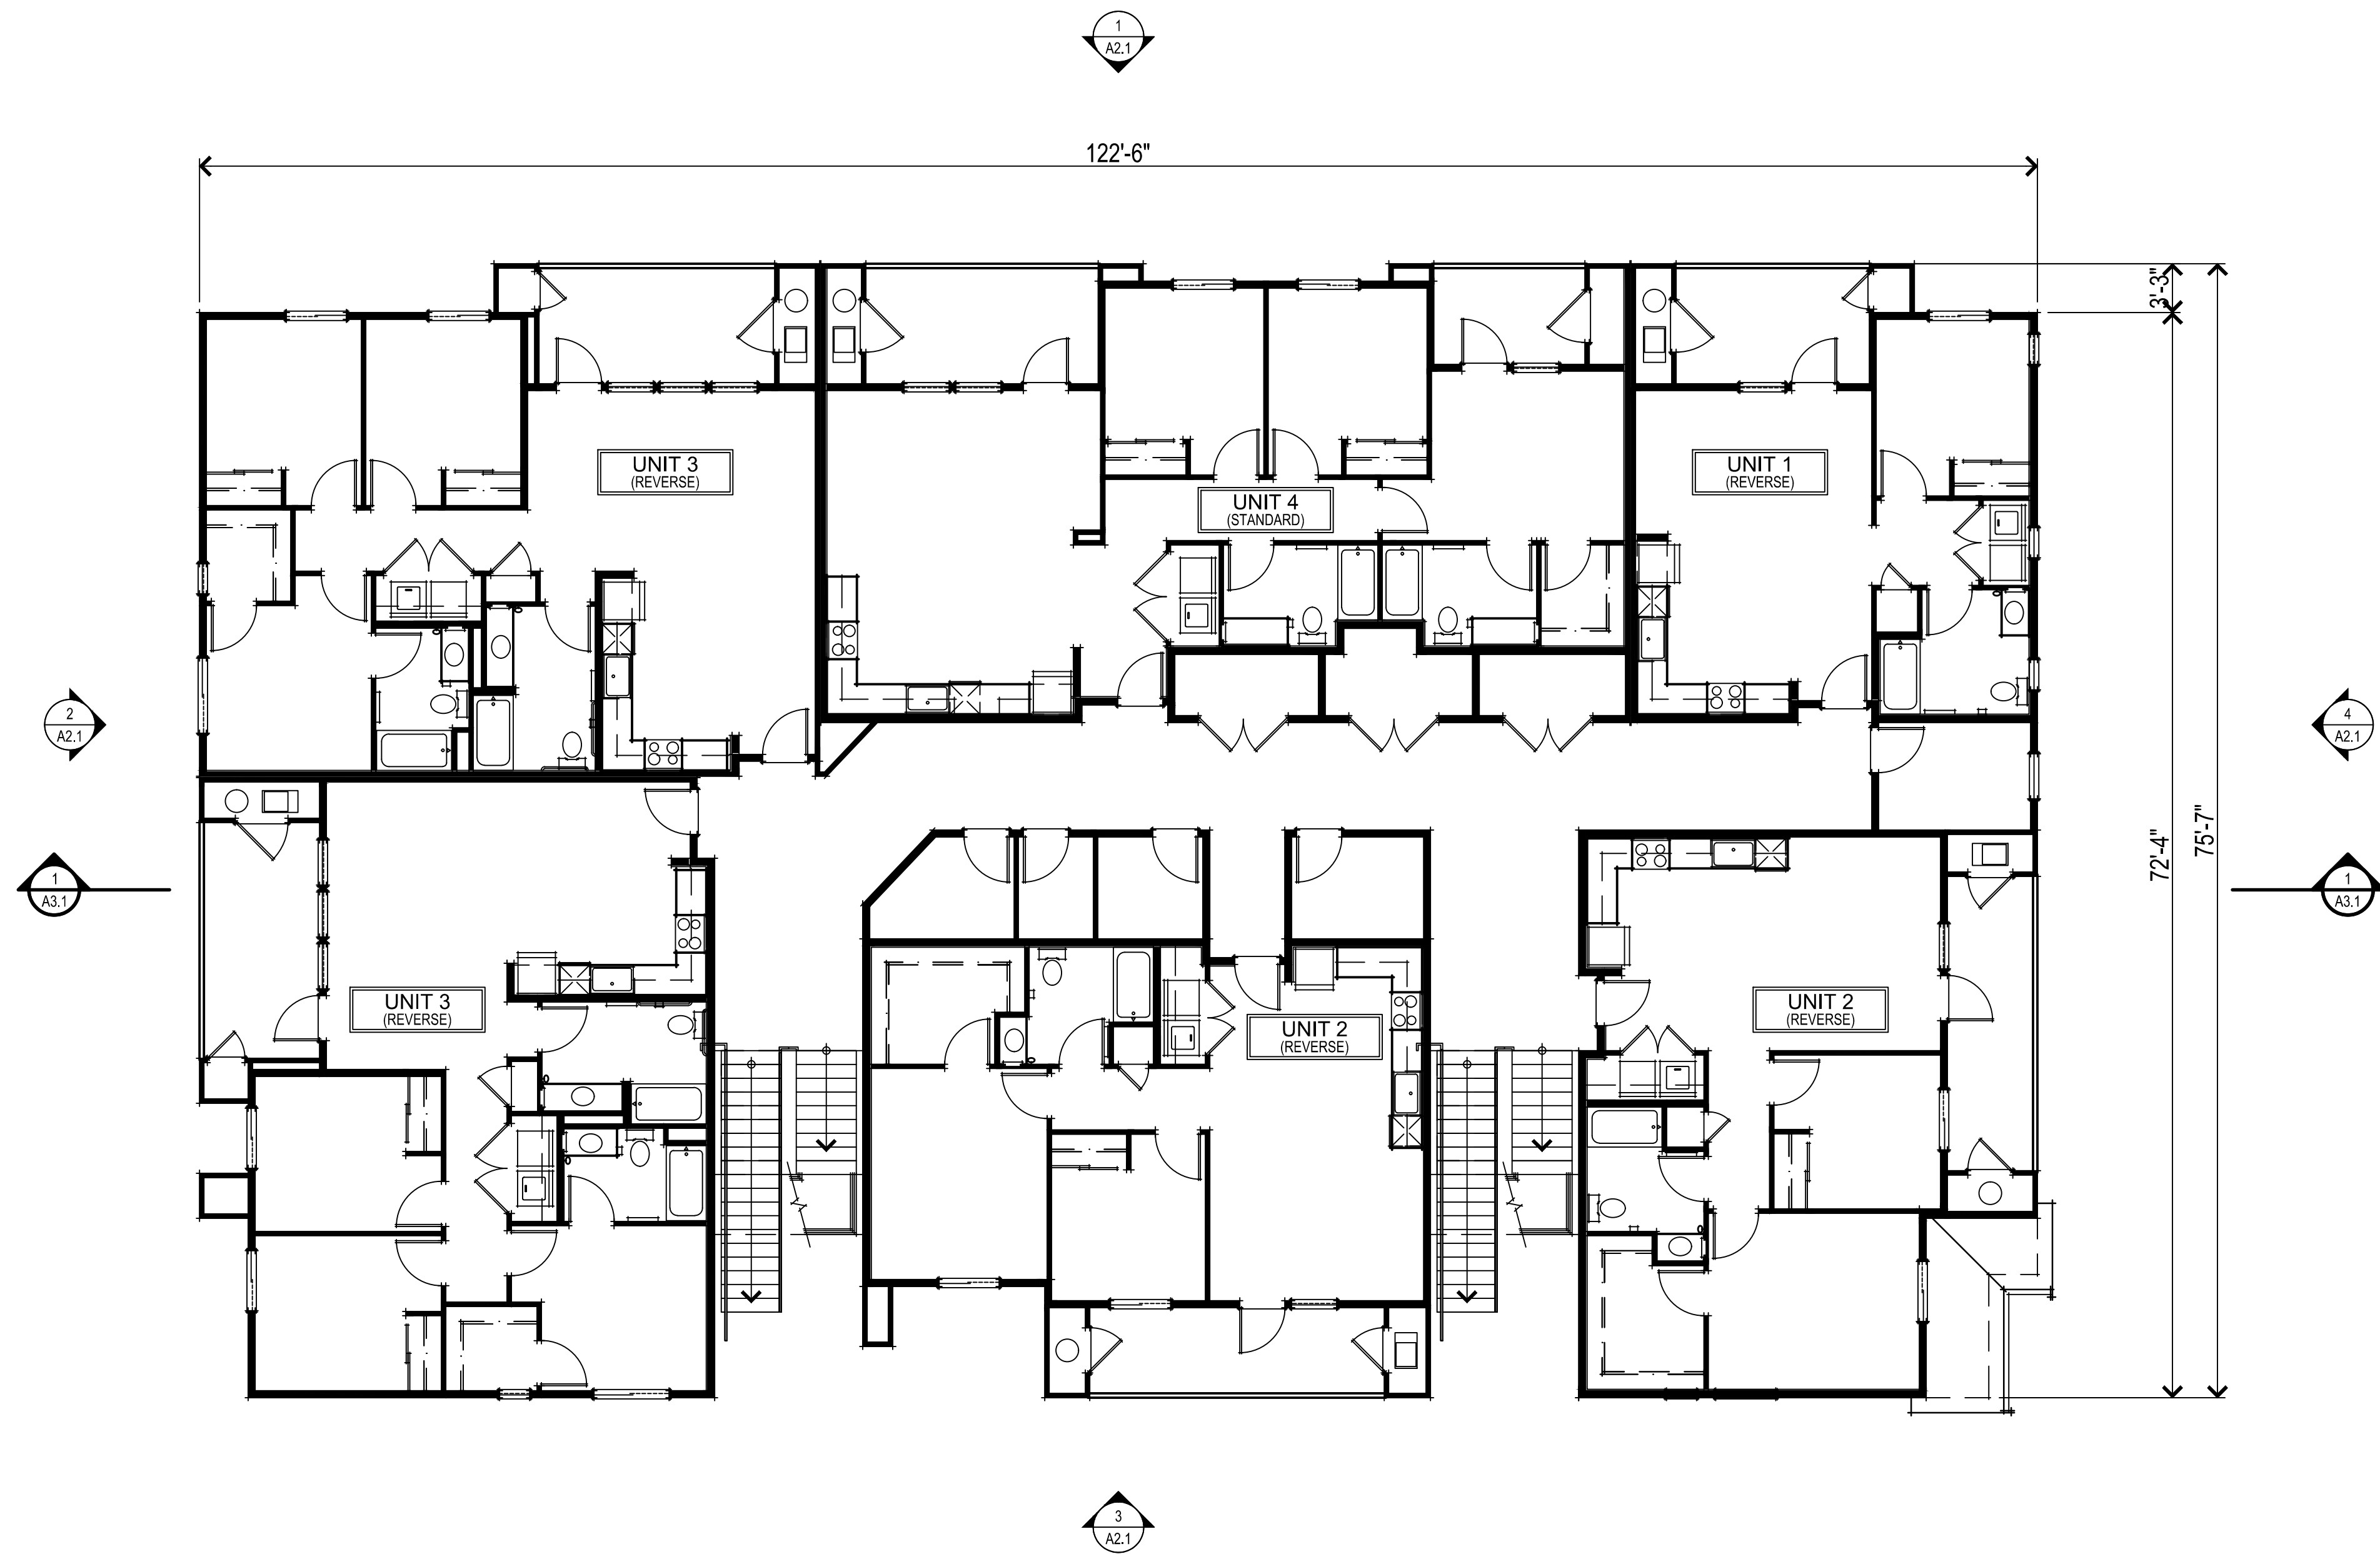 1
A2.1
122'-6"
3'-3"
UNIT 3
(REVERSE)
UNIT 4
(STANDARD)
UNIT 1
(REVERSE)
2
A2.1
4
A2.1
72'-4"
75'-7"
1
A3.1
1
A3.1
UNIT 3
(REVERSE)
UNIT 2
(REVERSE)
UNIT 2
(REVERSE)
3
A2.1